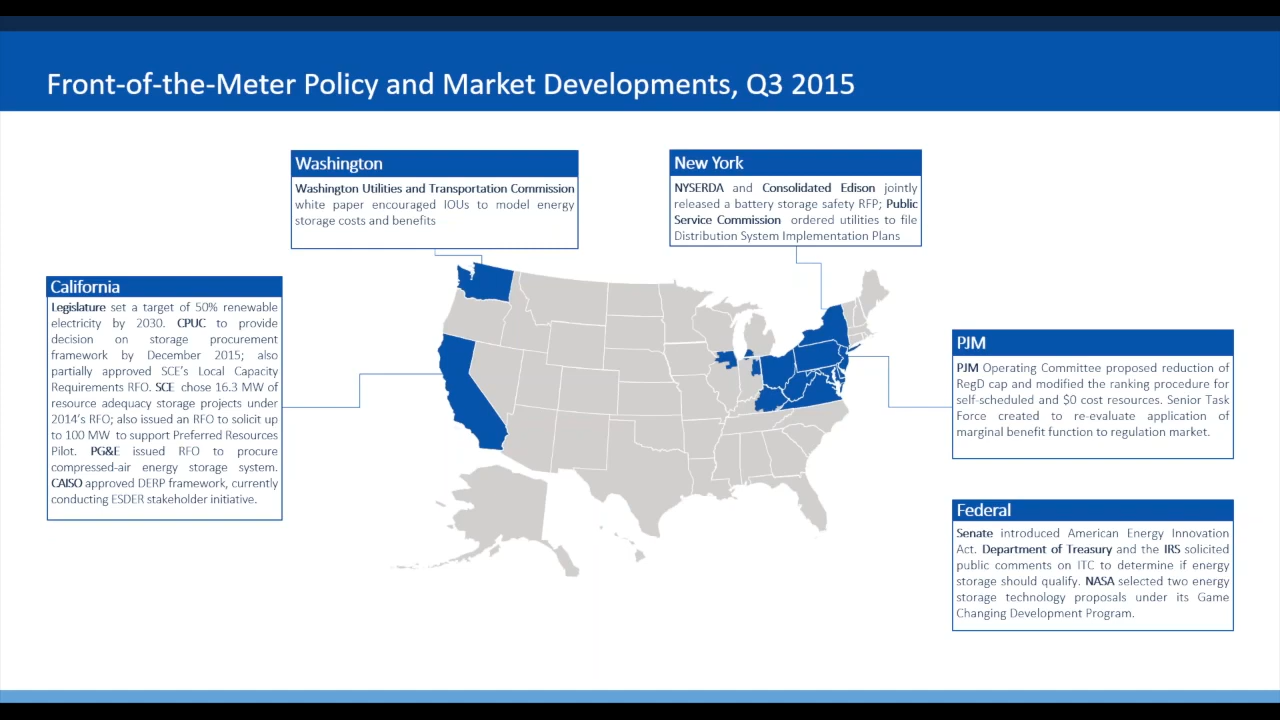 Front-of-the-Meter Policy and Market Developments, Q3 2015
Washington
Washington Utilities and Transportation Commission
white paper encouraged IOUs to model energy
storage costs and benefits
New York
NYSERDA and Consolidated Edison jointly
released a battery storage safety RFP; Public
Service Commission ordered utilities to file
Distribution System Implementation Plans
California
Legislature set a target of 50% renewable
electricity by 2030. CPUC to provide
decision on storage procurement
framework by December 2015; also
partially approved SCE's Local Capacity
Requirements RFO. SCE chose 16.3 MW of
resource adequacy storage projects under
2014's RFO; also issued an RFO to solicit up
to 100 MW to support Preferred Resources
Pilot. PG&E issued RFO to procure
compressed-air energy storage system.
CAISO approved DERP framework, currently
conducting ESDER stakeholder initiative.
PJM
PJM Operating Committee proposed reduction of
RegD cap and modified the ranking procedure for
self-scheduled and $0 cost resources. Senior Task
Force created to re-evaluate application of
marginal benefit function to regulation market.
Federal
Senate introduced American Energy Innovation
Act. Department of Treasury and the IRS solicited
public comments on ITC to determine if energy
storage should qualify. NASA selected two energy
storage technology proposals under its Game
Changing Development Program.